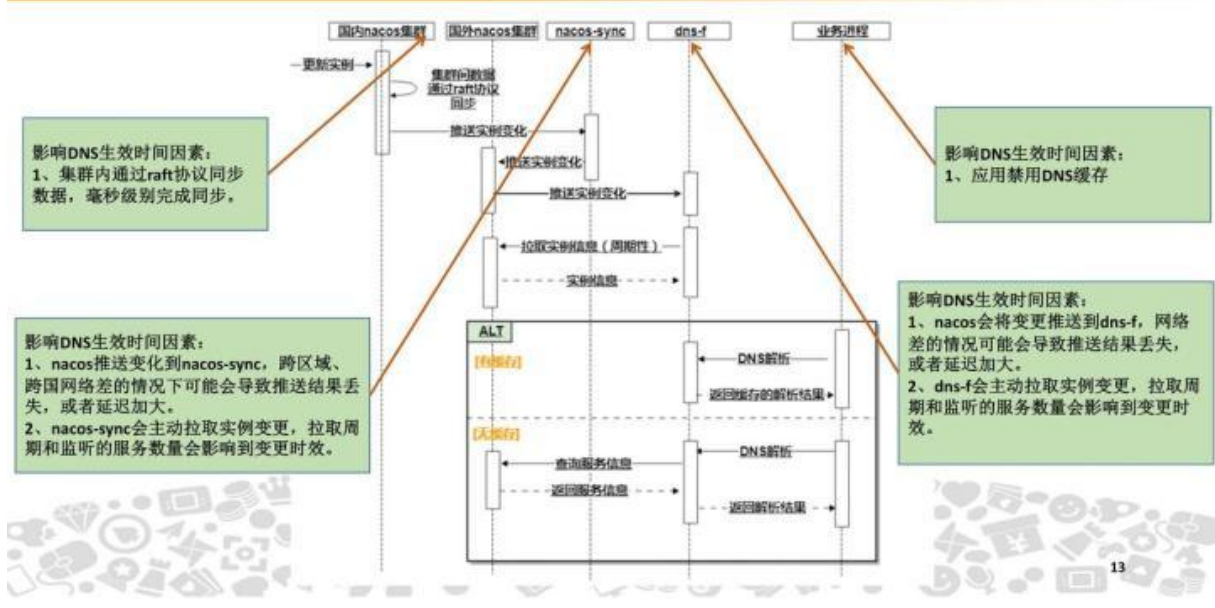 国内nacos集群
国外nacos集群
nacos-sync
dns-f
业务进程
更新实例
集群间数据
通过raft协议
同步
推送实例变化
推送实例变化
推送实例变化
拉取实例信息（周期性）
实例信息
ALT
[有缓存]
DNS解析
返回缓存的解析结果
[无缓存]
DNS解析
查询服务信息
返回服务信息
返回解析结果
影响DNS生效时间因素：
1、集群内通过raft协议同步
数据，毫秒级别完成同步。
影响DNS生效时间因素：
1、nacos推送变化到nacos-sync，跨区域、
跨国网络差的情况下可能会导致推送结果丢
失，或者延迟加大。
2、nacos-sync会主动拉取实例变更，拉取周
期和监听的服务数量会影响到变更时效。
影响DNS生效时间因素：
1、应用禁用DNS缓存
影响DNS生效时间因素：
1、nacos会将变更推送到dns-f，网络
差的情况可能会导致推送结果丢失，
或者延迟加大。
2、dns-f会主动拉取实例变更，拉取周
期和监听的服务数量会影响到变更时
效。
13